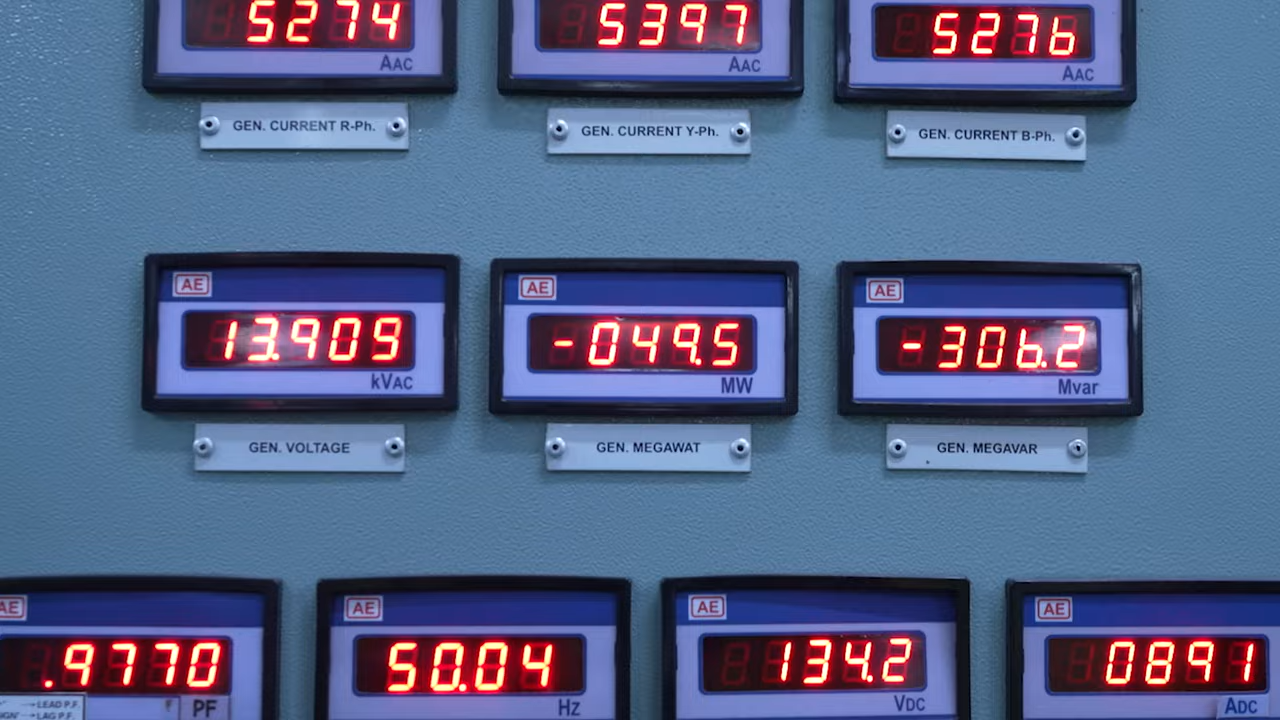 5274
AAC
5397
AAC
5276
AAC
GEN. CURRENT R-Ph.
GEN. CURRENT Y-Ph.
GEN. CURRENT B-Ph.
AE
13.909
kVAC
AE
-049.5
MW
AE
-306.2
Mvar
GEN. VOLTAGE
GEN. MEGAWAT
GEN. MEGAVAR
AE
.9770
→ LEAD P.F.
→ LAG P.F.
PF
AE
50.04
Hz
AE
134.2
VDC
AE
0891
ADC